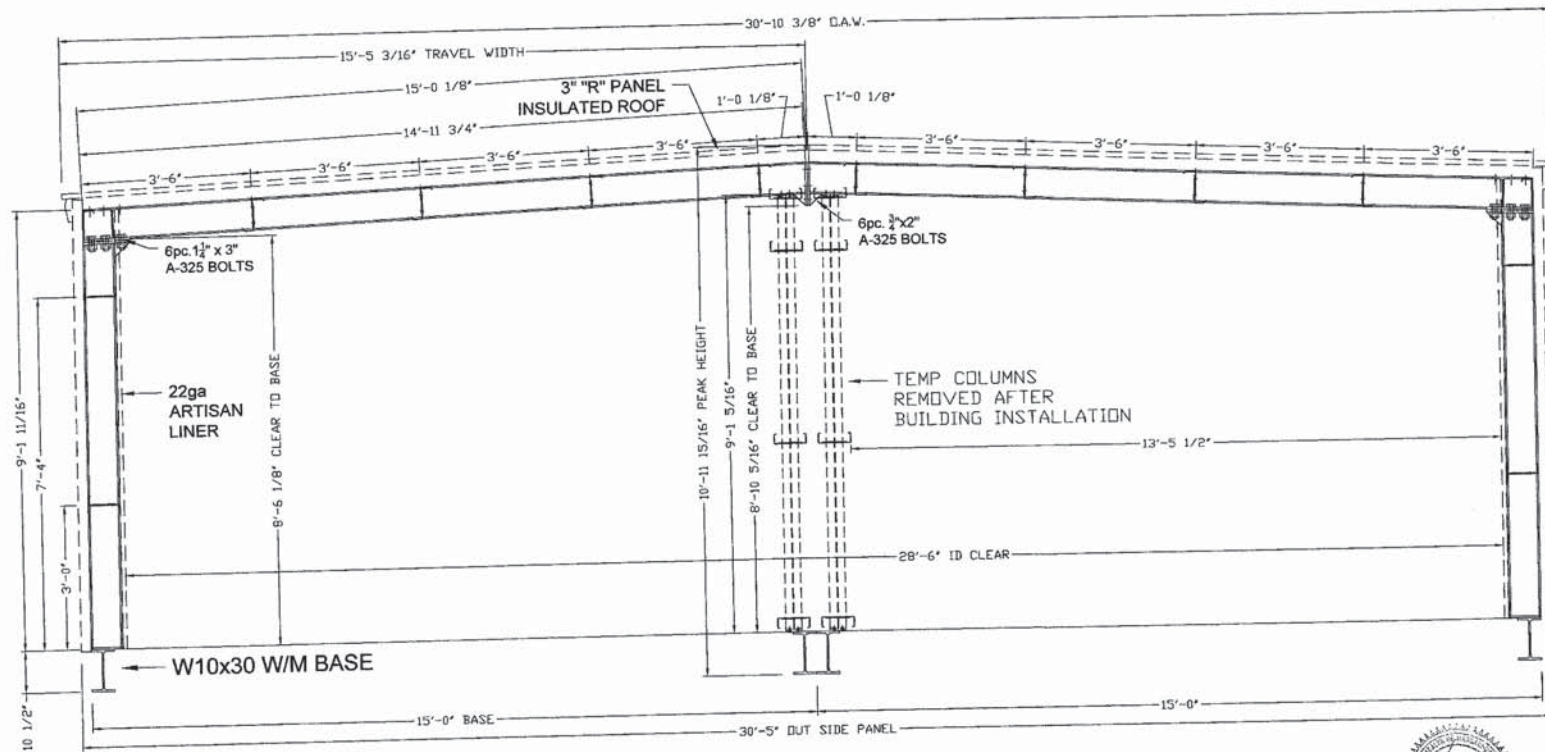 30'-10 3/8" O.A.W.
15'-5 3/16" TRAVEL WIDTH
15'-0 1/8"
3" "R" PANEL
INSULATED ROOF
1'-0 1/8"
1'-0 1/8"
14'-11 3/4"
3'-6"
3'-6"
3'-6"
3'-6"
3'-6"
3'-6"
3'-6"
3'-6"
6pc. 1¼" x 3"
A-325 BOLTS
6pc. ¾"x2"
A-325 BOLTS
9'-1 11/16"
7'-4"
3'-0"
22ga
ARTISAN
LINER
8'-6 1/8" CLEAR TO BASE
10'-11 15/16" PEAK HEIGHT
9'-1 5/16"
8'-10 5/16" CLEAR TO BASE
TEMP COLUMNS
REMOVED AFTER
BUILDING INSTALLATION
13'-5 1/2"
28'-6" ID CLEAR
W10x30 W/M BASE
10 1/2"
15'-0" BASE
15'-0"
30'-5" OUT SIDE PANEL